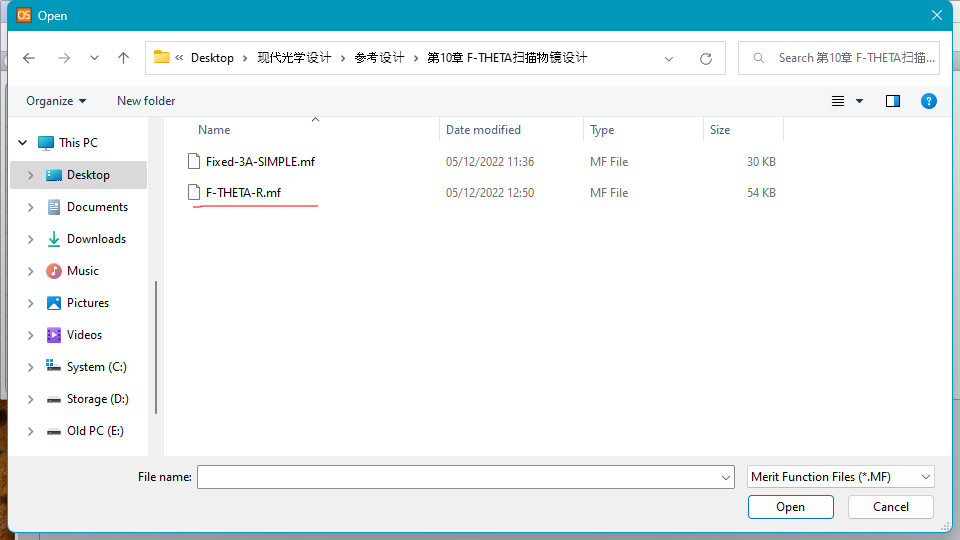 OS Open
« Desktop › 现代光学设计 › 参考设计 › 第10章 F-THETA扫描物镜设计
Search 第10章 F-THETA扫描...
Organize New folder ?
Name Date modified Type Size
This PC
Desktop
Documents
Downloads
Music
Pictures
Videos
System (C:)
Storage (D:)
Old PC (E:)
Fixed-3A-SIMPLE.mf 05/12/2022 11:36 MF File 30 KB
F-THETA-R.mf 05/12/2022 12:50 MF File 54 KB
File name: Merit Function Files (*.MF)
Open Cancel